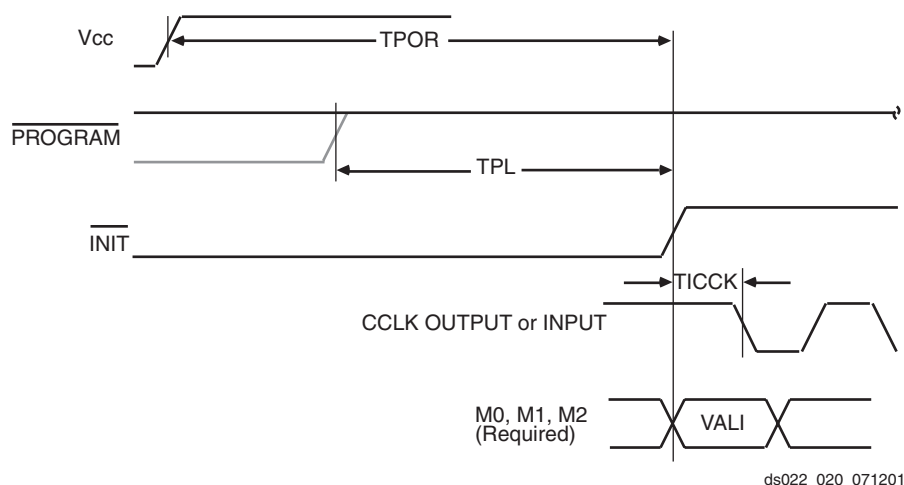 Vcc
TPOR
PROGRAM
TPL
INIT
TICCK
CCLK OUTPUT or INPUT
M0, M1, M2
(Required)
VALI
ds022_020_071201